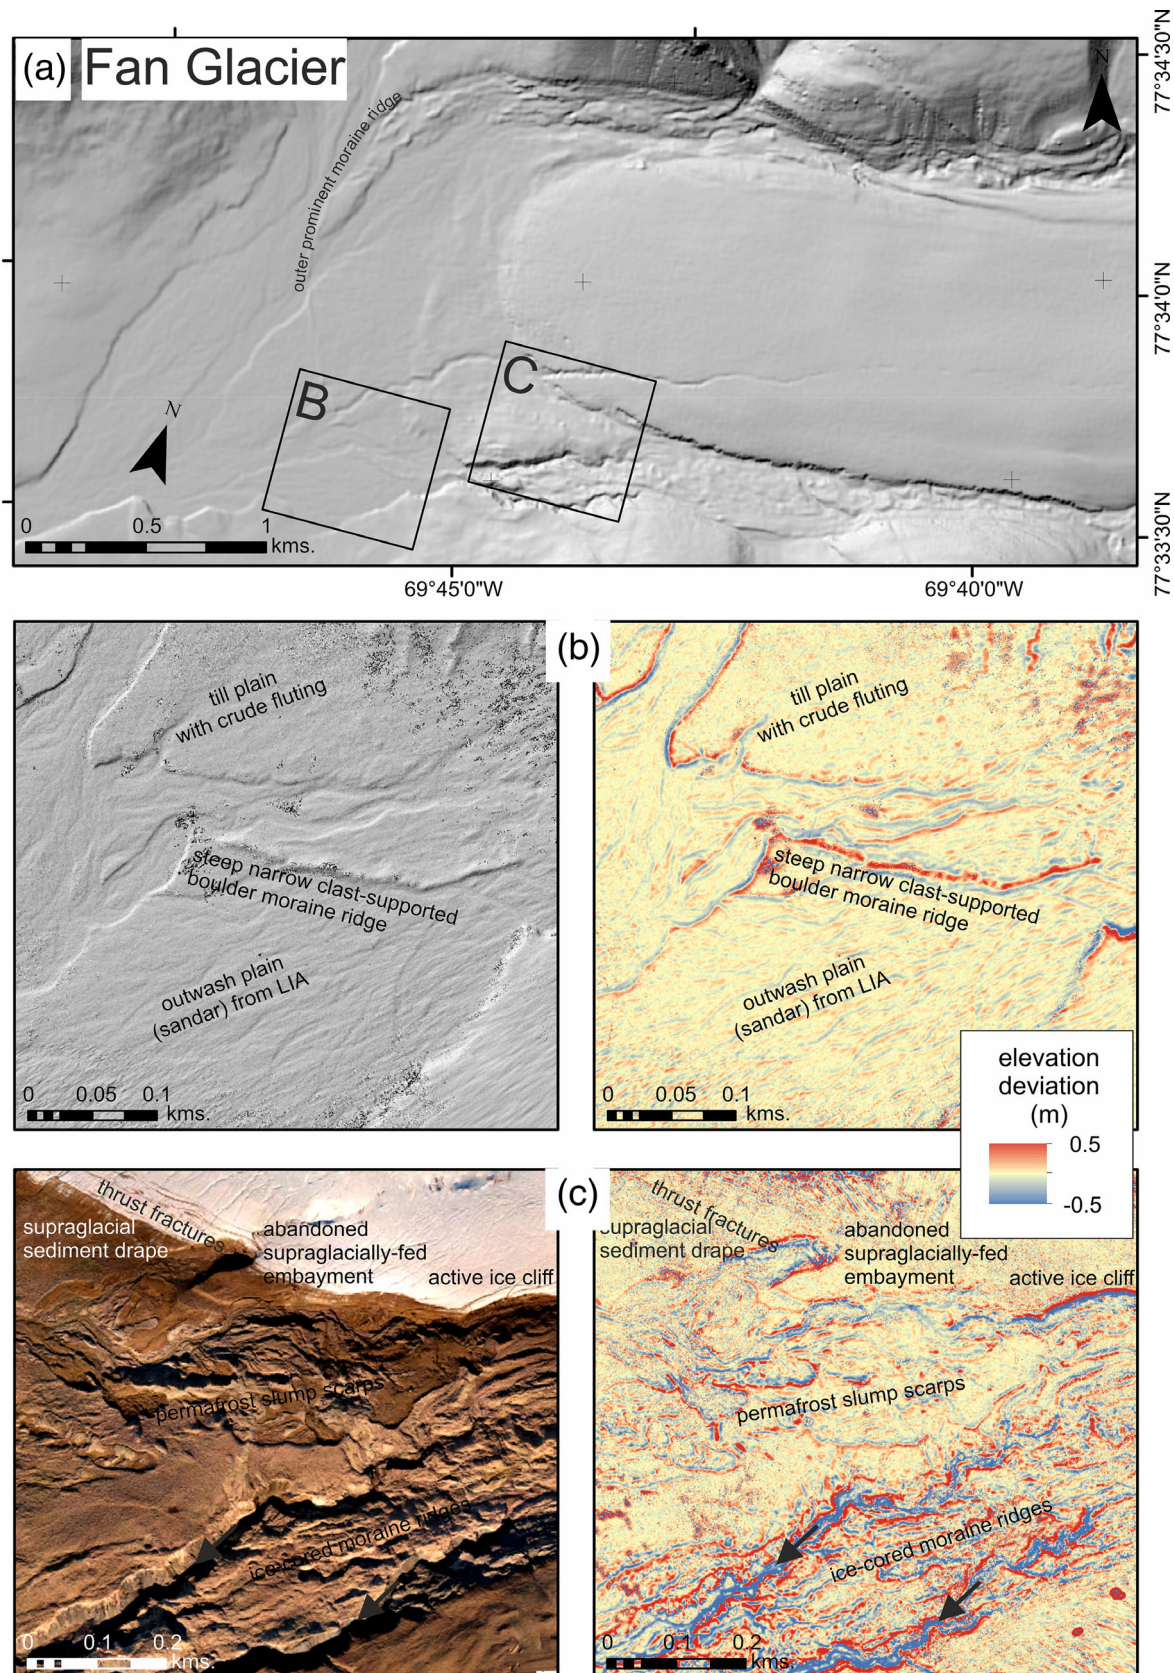 (a) Fan Glacier
N
77°34'30"N
outer prominent moraine ridge
77°34'0"N
B
C
N
0 0.5 1
kms.
77°33'30"N
69°45'0"W
69°40'0"W
(b)
till plain
with crude fluting
steep narrow clast-supported
boulder moraine ridge
outwash plain
(sandar) from LIA
0 0.05 0.1
kms.
till plain
with crude fluting
steep narrow clast-supported
boulder moraine ridge
outwash plain
(sandar) from LIA
0 0.05 0.1
kms.
elevation
deviation
(m)
0.5
-0.5
(c)
thrust fractures
supraglacial
sediment drape
abandoned
supraglacially-fed
embayment
active ice cliff
permafrost slump scarps
ice-cored moraine ridges
0 0.1 0.2
kms.
thrust fractures
supraglacial
sediment drape
abandoned
supraglacially-fed
embayment
active ice cliff
permafrost slump scarps
ice-cored moraine ridges
0 0.1 0.2
kms.